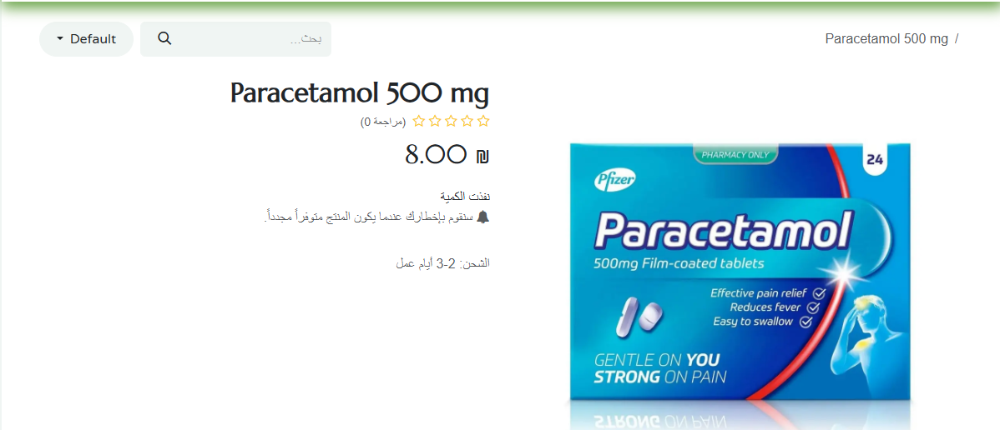 Paracetamol 500 mg /
بحث...
Default
Paracetamol 500 mg
(0 مراجعة)
8.00 ₪
نفذت الكمية
سنقوم بإخطارك عندما يكون المنتج متوفراً مجدداً.
الشحن: 2-3 أيام عمل
PHARMACY ONLY
24
Pfizer
Paracetamol
500mg Film-coated tablets
Effective pain relief
Reduces fever
Easy to swallow
GENTLE ON YOU
STRONG ON PAIN